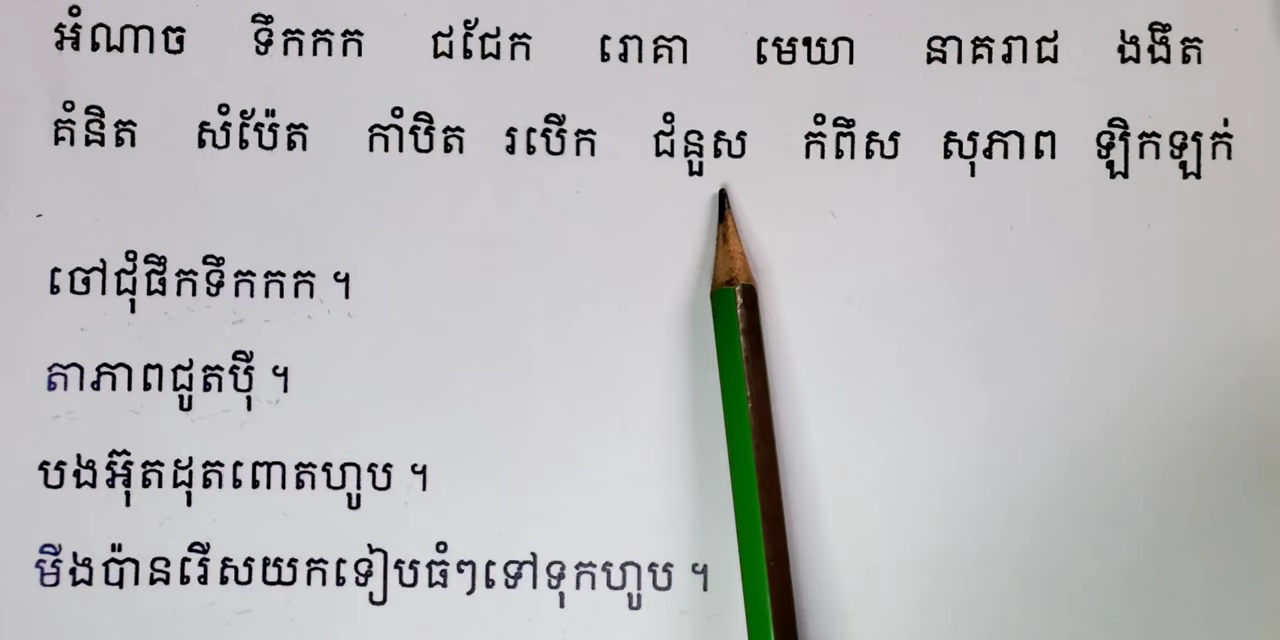 អំណាច ទឹកកក ជជែក រោគា មេឃា នាគរាជ ងងឹត
គំនិត សំប៉ែត កាំបិត របើក ជំនួស កំពឹស សុភាព ឡិកឡក់
ចៅជុំផឹកទឹកកក ។
តាភាពជូតប៉ី ។
បងអ៊ុតដុតពោតហូប ។
មីងប៉ានរើសយកទៀបធំៗទៅទុកហូប ។